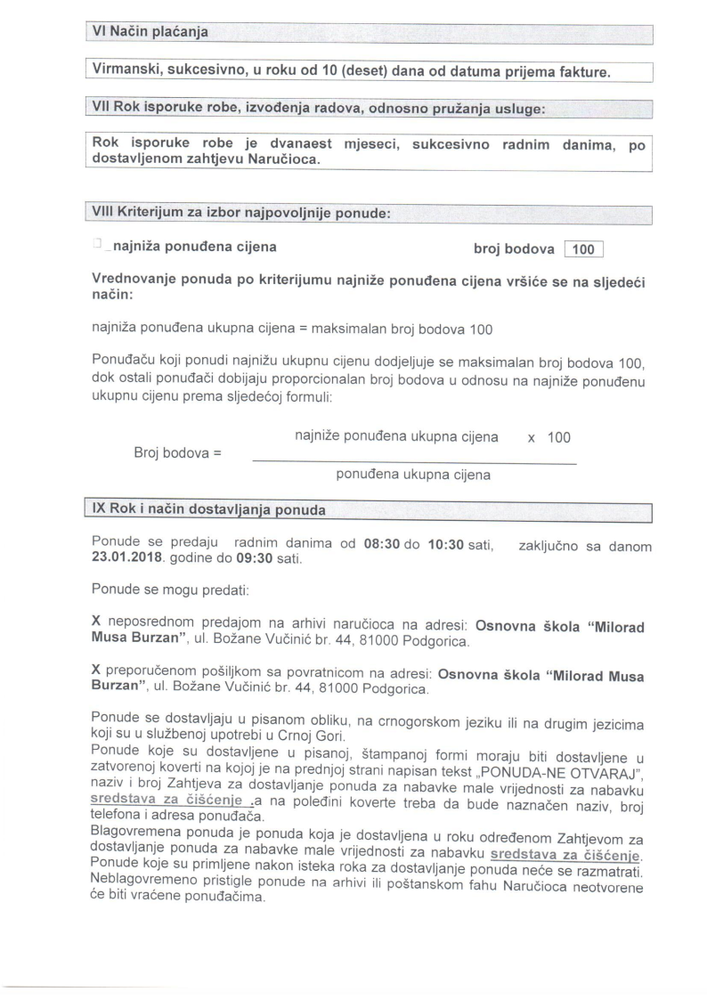 VI Način plaćanja
Virmanski, sukcesivno, u roku od 10 (deset) dana od datuma prijema fakture.
VII Rok isporuke robe, izvođenja radova, odnosno pružanja usluge:
Rok isporuke robe je dvanaest mjeseci, sukcesivno radnim danima, po
dostavljenom zahtjevu Naručioca.
VIII Kriterijum za izbor najpovoljnije ponude:
najniža ponuđena cijena broj bodova 100
Vrednovanje ponuda po kriterijumu najniže ponuđena cijena vršiće se na sljedeći
način:
najniža ponuđena ukupna cijena = maksimalan broj bodova 100
Ponuđaču koji ponudi najnižu ukupnu cijenu dodjeljuje se maksimalan broj bodova 100,
dok ostali ponuđači dobijaju proporcionalan broj bodova u odnosu na najniže ponuđenu
ukupnu cijenu prema sljedećoj formuli:
najniže ponuđena ukupna cijena x 100
Broj bodova =
ponuđena ukupna cijena
IX Rok i način dostavljanja ponuda
Ponude se predaju radnim danima od 08:30 do 10:30 sati, zaključno sa danom
23.01.2018. godine do 09:30 sati.
Ponude se mogu predati:
X neposrednom predajom na arhivi naručioca na adresi: Osnovna škola “Milorad
Musa Burzan”, ul. Božane Vučinić br. 44, 81000 Podgorica.
X preporučenom pošiljkom sa povratnicom na adresi: Osnovna škola “Milorad Musa
Burzan”, ul. Božane Vučinić br. 44, 81000 Podgorica.
Ponude se dostavljaju u pisanom obliku, na crnogorskom jeziku ili na drugim jezicima
koji su u službenoj upotrebi u Crnoj Gori.
Ponude koje su dostavljene u pisanoj, štampanoj formi moraju biti dostavljene u
zatvorenoj koverti na kojoj je na prednjoj strani napisan tekst „PONUDA-NE OTVARAJ”,
naziv i broj Zahtjeva za dostavljanje ponuda za nabavke male vrijednosti za nabavku
sredstava za čišćenje .a na poleđini koverte treba da bude naznačen naziv, broj
telefona i adresa ponuđača.
Blagovremena ponuda je ponuda koja je dostavljena u roku određenom Zahtjevom za
dostavljanje ponuda za nabavke male vrijednosti za nabavku sredstava za čišćenje.
Ponude koje su primljene nakon isteka roka za dostavljanje ponuda neće se razmatrati.
Neblagovremeno pristigle ponude na arhivi ili poštanskom fahu Naručioca neotvorene
će biti vraćene ponuđačima.